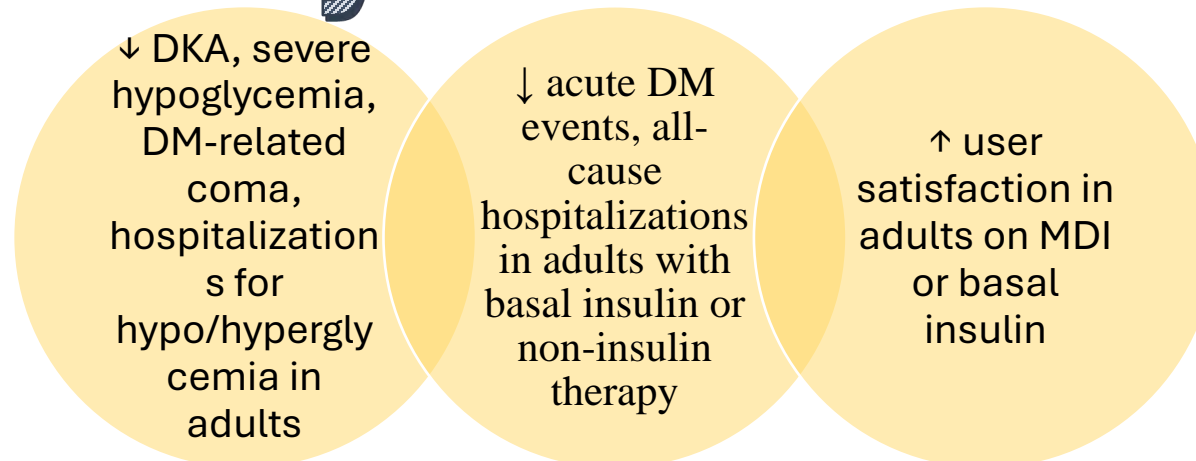 ↓ DKA, severe
hypoglycemia,
DM-related
coma,
hospitalization
s for
hypo/hypergly
cemia in
adults
↓ acute DM
events, all-
cause
hospitalizations
in adults with
basal insulin or
non-insulin
therapy
↑ user
satisfaction in
adults on MDI
or basal
insulin